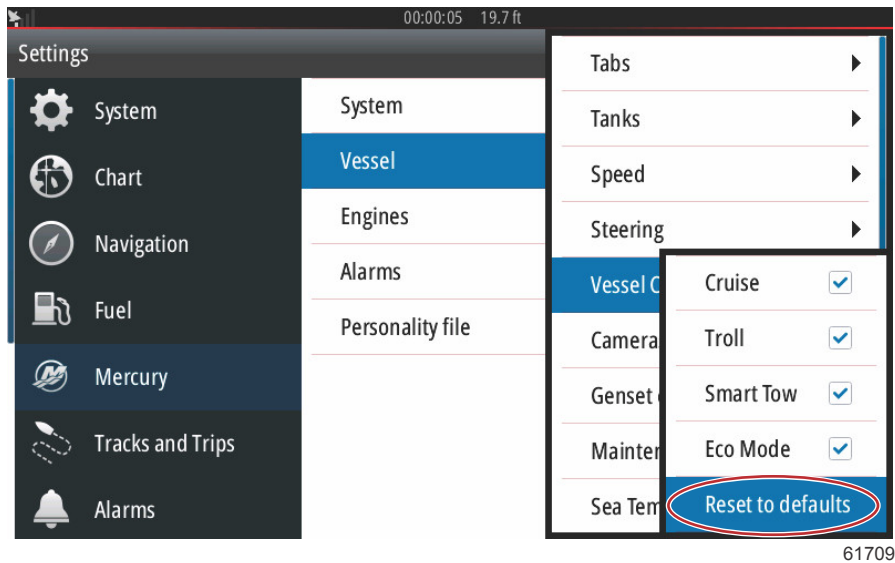 00:00:05 19.7 ft
Settings
System
Chart
Navigation
Fuel
Mercury
Tracks and Trips
Alarms
System
Vessel
Engines
Alarms
Personality file
Tabs
Tanks
Speed
Steering
Vessel C
Camera
Genset
Mainten
Sea Tem
Cruise
Troll
Smart Tow
Eco Mode
Reset to defaults
61709